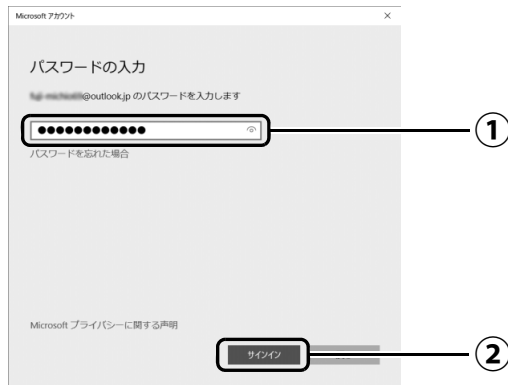 Microsoft アカウント
パスワードの入力
@outlook.jp のパスワードを入力します
●●●●●●●●●●●●
①
パスワードを忘れた場合
Microsoft プライバシーに関する声明
サインイン
②